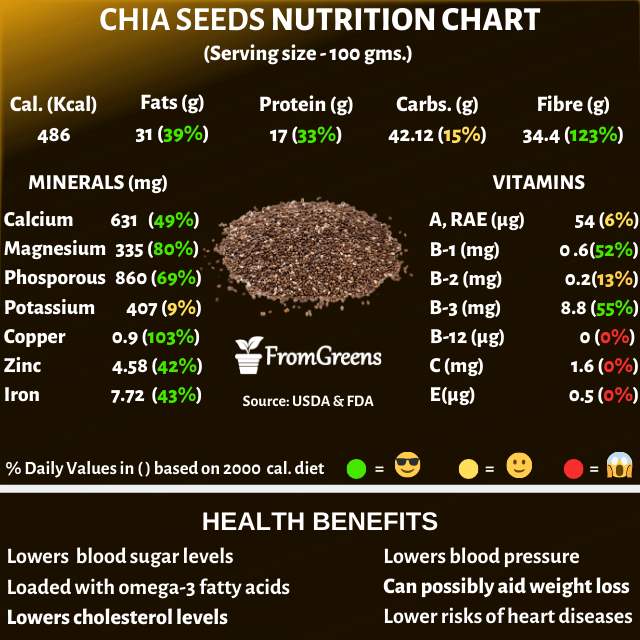 CHIA SEEDS NUTRITION CHART
(Serving size - 100 gms.)
Cal. (Kcal) Fats (g) Protein (g) Carbs. (g) Fibre (g)
486 31 (39%) 17 (33%) 42.12 (15%) 34.4 (123%)
MINERALS (mg)
Calcium 631 (49%)
Magnesium 335 (80%)
Phosporous 860 (69%)
Potassium 407 (9%)
Copper 0.9 (103%)
Zinc 4.58 (42%)
Iron 7.72 (43%)
FromGreens
Source: USDA & FDA
VITAMINS
A, RAE (µg) 54 (6%)
B-1 (mg) 0.6(52%)
B-2 (mg) 0.2(13%)
B-3 (mg) 8.8 (55%)
B-12 (µg) 0 (0%)
C (mg) 1.6 (0%)
E(µg) 0.5 (0%)
% Daily Values in ( ) based on 2000 cal. diet = 😎 = 🙂 = 😱
HEALTH BENEFITS
Lowers blood sugar levels
Loaded with omega-3 fatty acids
Lowers cholesterol levels
Lowers blood pressure
Can possibly aid weight loss
Lower risks of heart diseases